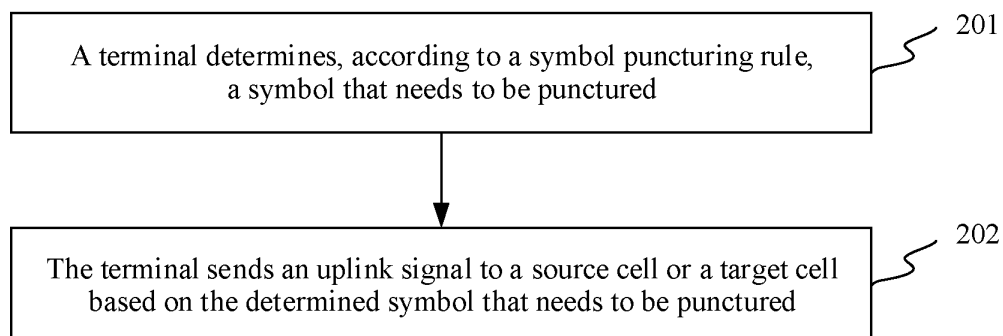 201
A terminal determines, according to a symbol puncturing rule,
a symbol that needs to be punctured
202
The terminal sends an uplink signal to a source cell or a target cell
based on the determined symbol that needs to be punctured